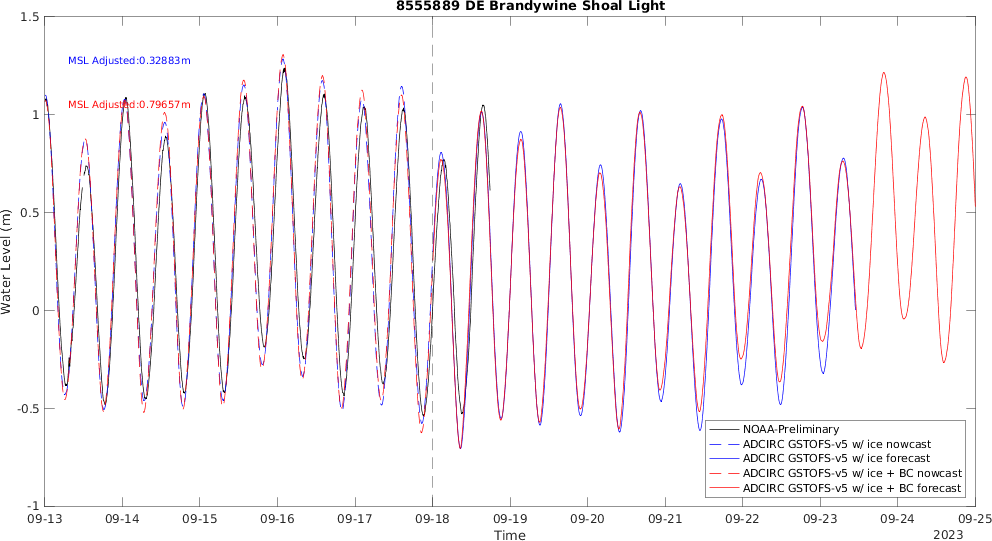 8555889 DE Brandywine Shoal Light
1.5
1
0.5
0
-0.5
-1
Water Level (m)
MSL Adjusted:0.32883m
MSL Adjusted:0.79657m
NOAA-Preliminary
ADCIRC GSTOFS-v5 w/ ice nowcast
ADCIRC GSTOFS-v5 w/ ice forecast
ADCIRC GSTOFS-v5 w/ ice + BC nowcast
ADCIRC GSTOFS-v5 w/ ice + BC forecast
09-13 09-14 09-15 09-16 09-17 09-18 09-19 09-20 09-21 09-22 09-23 09-24 09-25
Time
2023